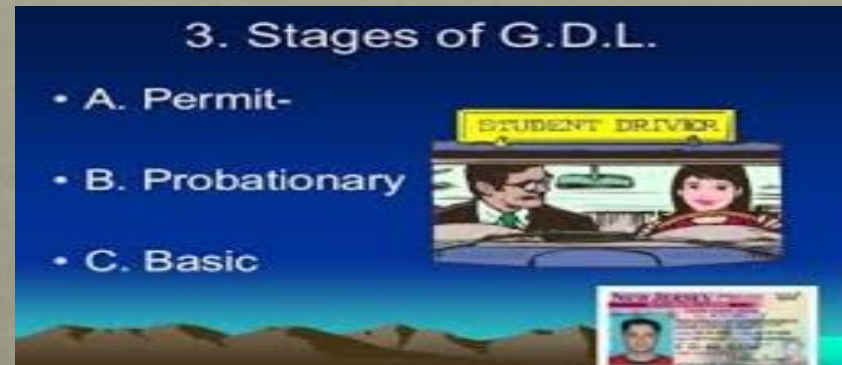 3. Stages of G.D.L.
• A. Permit-
STUDENT DRIVER
• B. Probationary
• C. Basic
NEW JERSEY